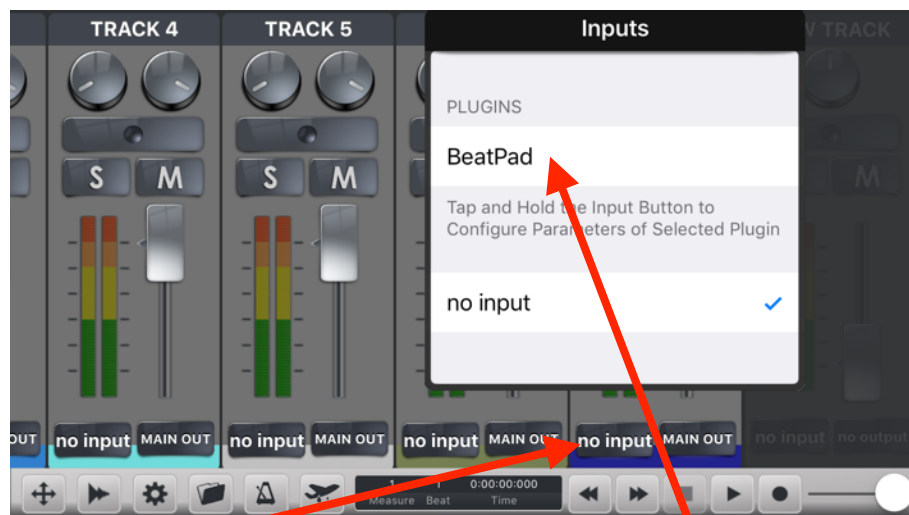 TRACK 4
TRACK 5
Inputs
TRACK
PLUGINS
BeatPad
S M
S M
M
Tap and Hold the Input Button to
Configure Parameters of Selected Plugin
no input
OUT
no input MAIN OUT
no input MAIN OUT
no input MAIN OUT
no input MAIN OUT
no input no output
1 1 0:00:00:000
Measure Beat Time